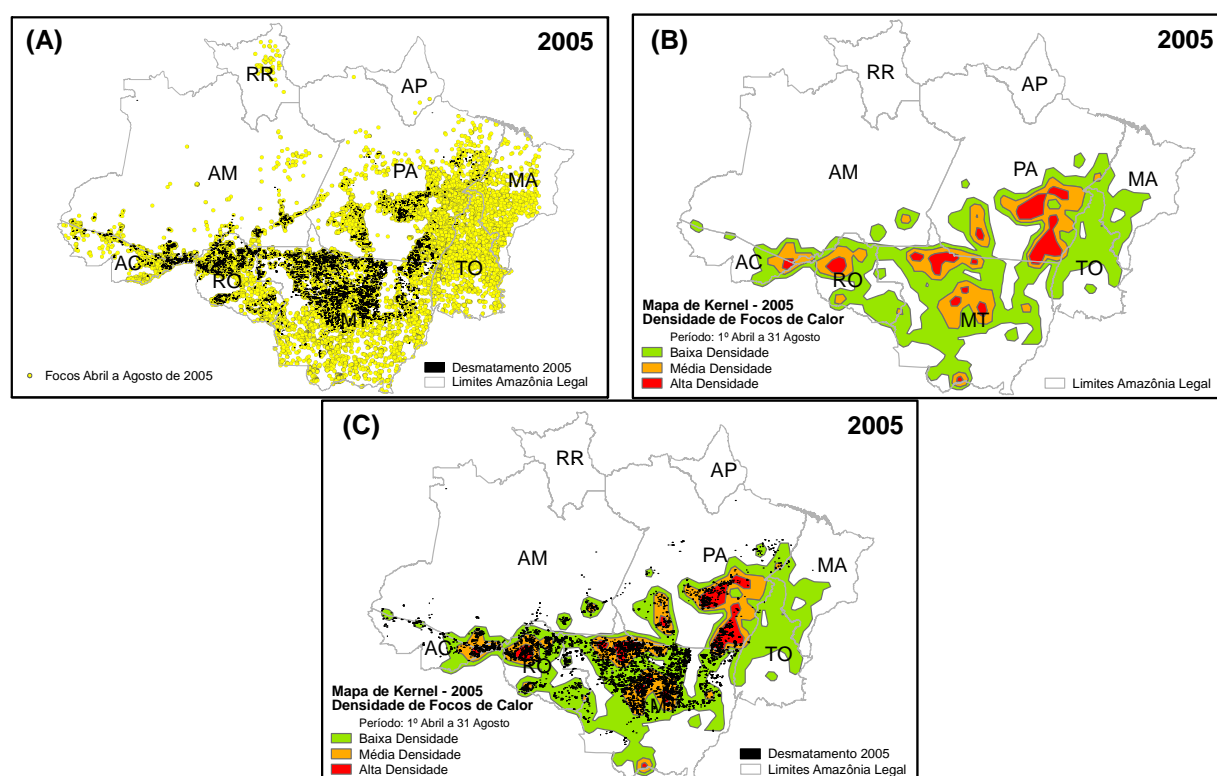 (A)
2005
RR
AP
AM
PA
MA
AC
RO
TO
MT
Focos Abril a Agosto de 2005
Desmatamento 2005
Limites Amazônia Legal
(B)
2005
RR
AP
AM
PA
MA
AC
RO
TO
MT
Mapa de Kernel - 2005
Densidade de Focos de Calor
Período: 1º Abril a 31 Agosto
Baixa Densidade
Média Densidade
Alta Densidade
Limites Amazônia Legal
(C)
2005
RR
AP
AM
PA
MA
AC
RO
TO
MT
Mapa de Kernel - 2005
Densidade de Focos de Calor
Período: 1º Abril a 31 Agosto
Baixa Densidade
Média Densidade
Alta Densidade
Desmatamento 2005
Limites Amazônia Legal